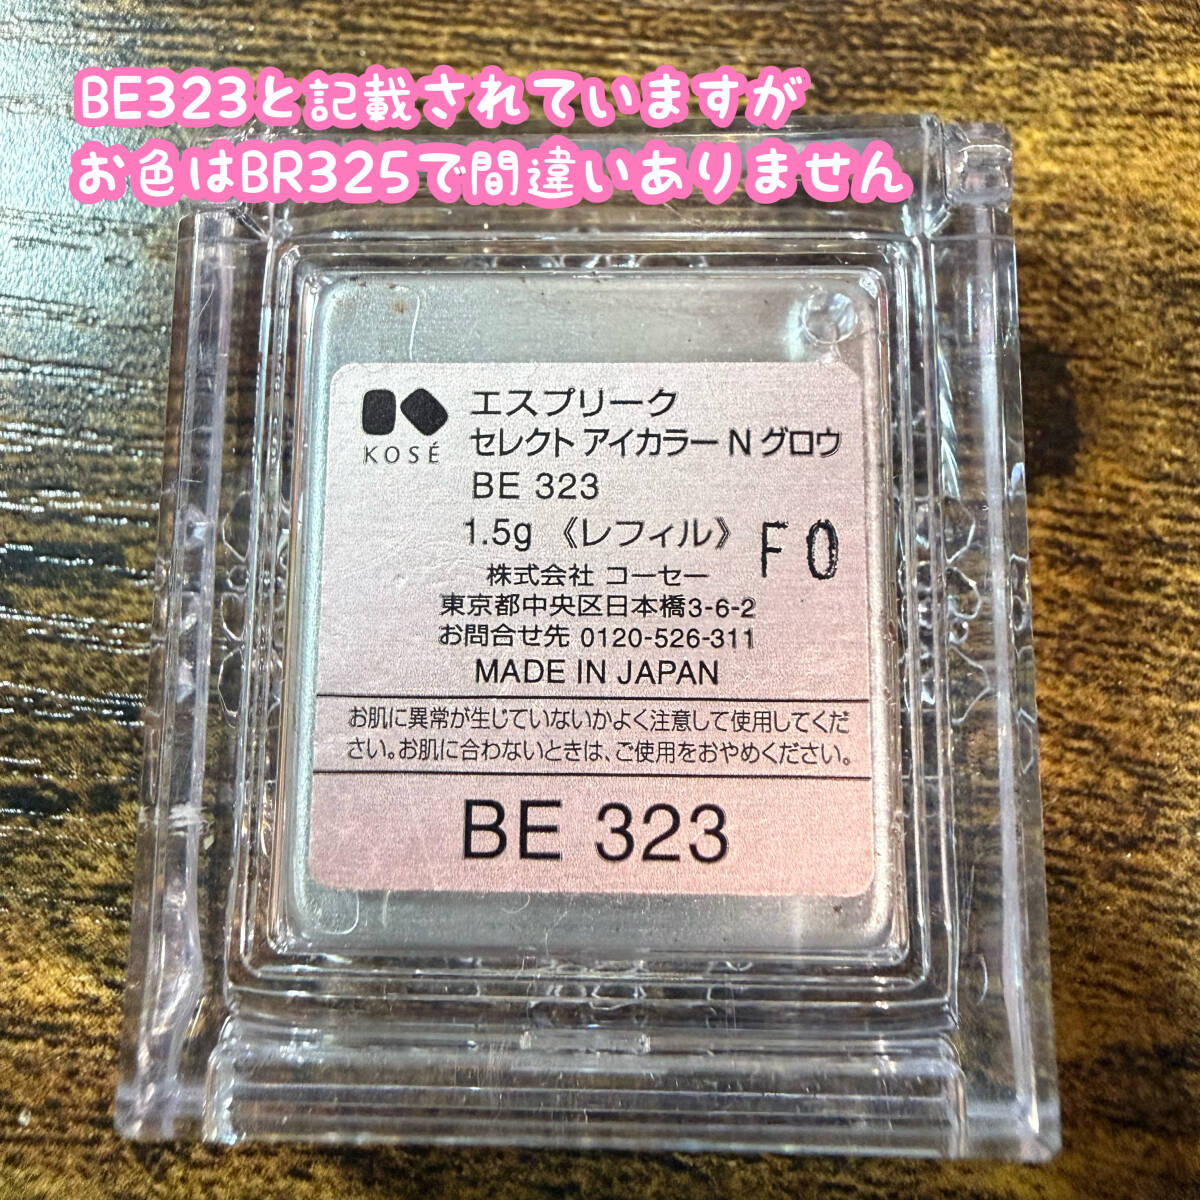 BE323と記載されていますが
お色はBR325で間違いありません
KOSÉ
エスプリーク
セレクト アイカラー N グロウ
BE 323
1.5g 《レフィル》
FO
株式会社 コーセー
東京都中央区日本橋3-6-2
お問合せ先 0120-526-311
MADE IN JAPAN
お肌に異常が生じていないかよく注意して使用してくだ
さい。お肌に合わないときは、ご使用をおやめください。
BE 323